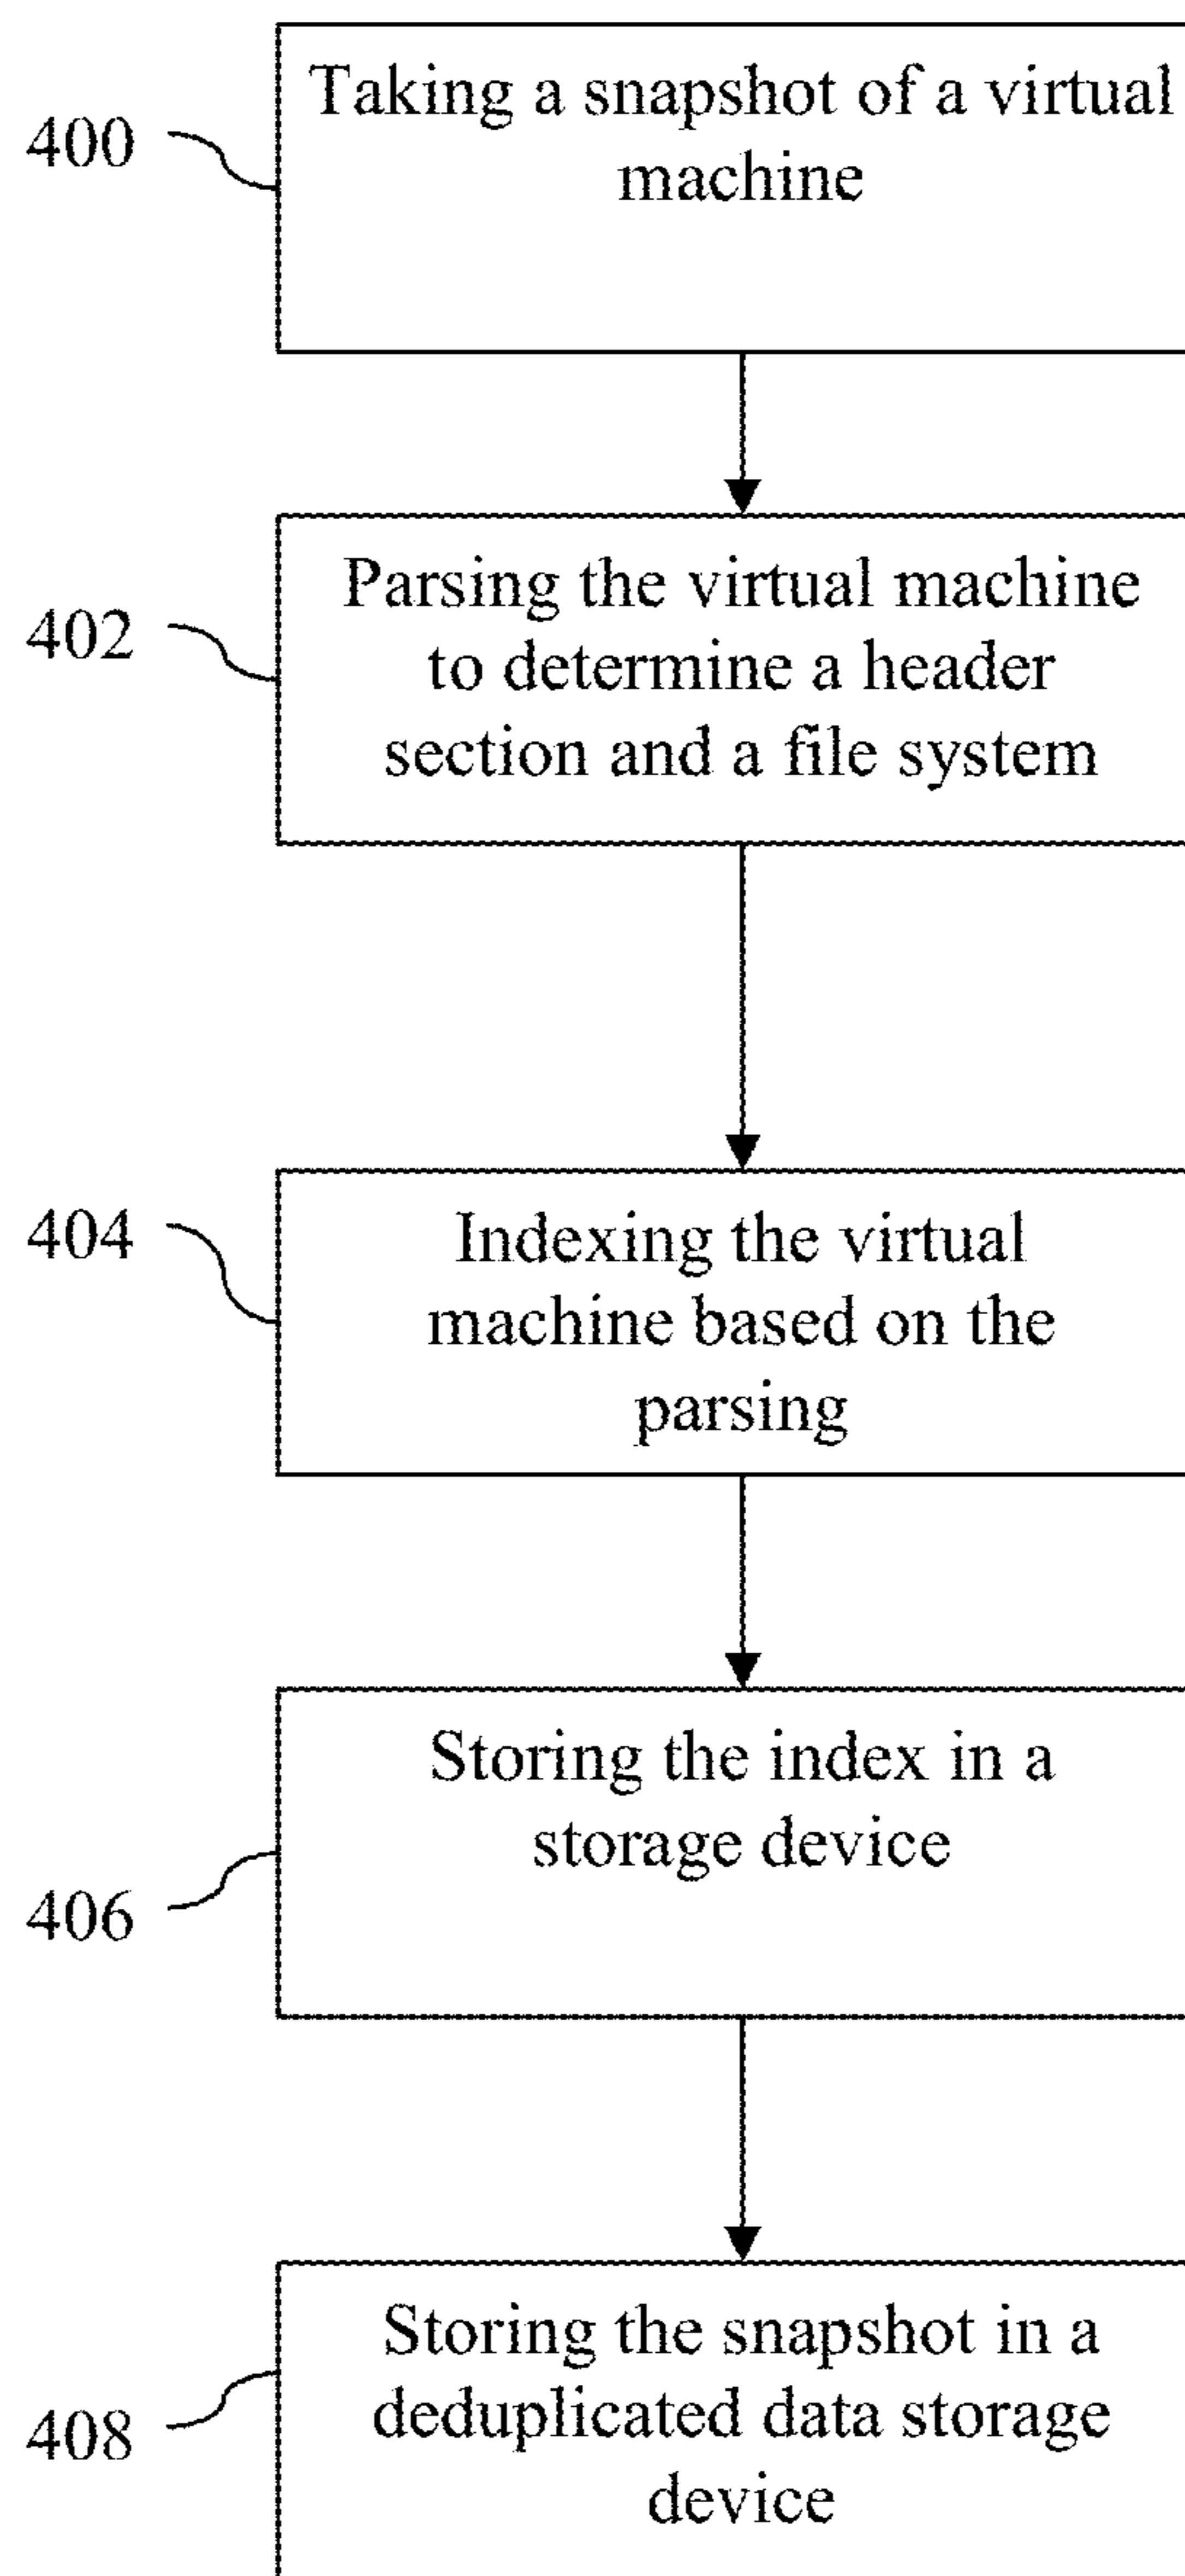 400
Taking a snapshot of a virtual
machine
402
Parsing the virtual machine
to determine a header
section and a file system
404
Indexing the virtual
machine based on the
parsing
406
Storing the index in a
storage device
408
Storing the snapshot in a
deduplicated data storage
device